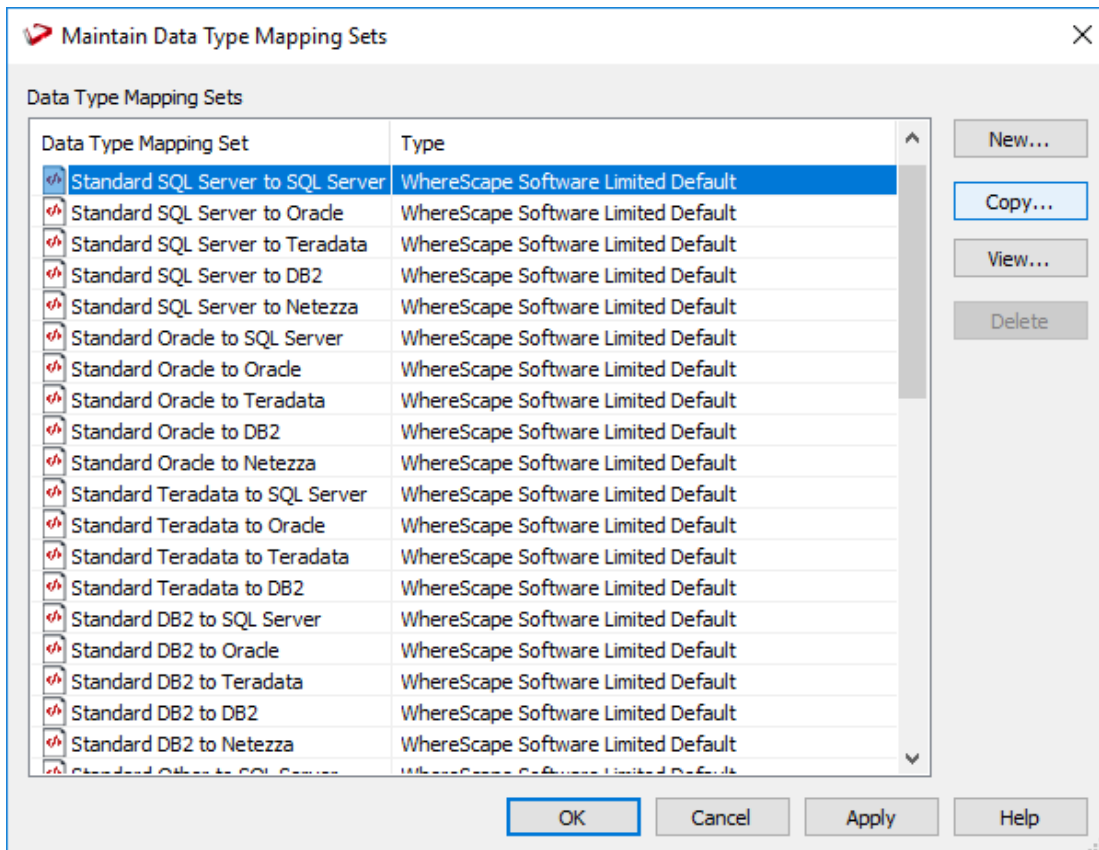 Maintain Data Type Mapping Sets
Data Type Mapping Sets
Data Type Mapping Set Type
Standard SQL Server to SQL Server WhereScape Software Limited Default
Standard SQL Server to Oracle WhereScape Software Limited Default
Standard SQL Server to Teradata WhereScape Software Limited Default
Standard SQL Server to DB2 WhereScape Software Limited Default
Standard SQL Server to Netezza WhereScape Software Limited Default
Standard Oracle to SQL Server WhereScape Software Limited Default
Standard Oracle to Oracle WhereScape Software Limited Default
Standard Oracle to Teradata WhereScape Software Limited Default
Standard Oracle to DB2 WhereScape Software Limited Default
Standard Oracle to Netezza WhereScape Software Limited Default
Standard Teradata to SQL Server WhereScape Software Limited Default
Standard Teradata to Oracle WhereScape Software Limited Default
Standard Teradata to Teradata WhereScape Software Limited Default
Standard Teradata to DB2 WhereScape Software Limited Default
Standard DB2 to SQL Server WhereScape Software Limited Default
Standard DB2 to Oracle WhereScape Software Limited Default
Standard DB2 to Teradata WhereScape Software Limited Default
Standard DB2 to DB2 WhereScape Software Limited Default
Standard DB2 to Netezza WhereScape Software Limited Default
Standard Other to SQL Server WhereScape Software Limited Default
New...
Copy...
View...
Delete
OK Cancel Apply Help